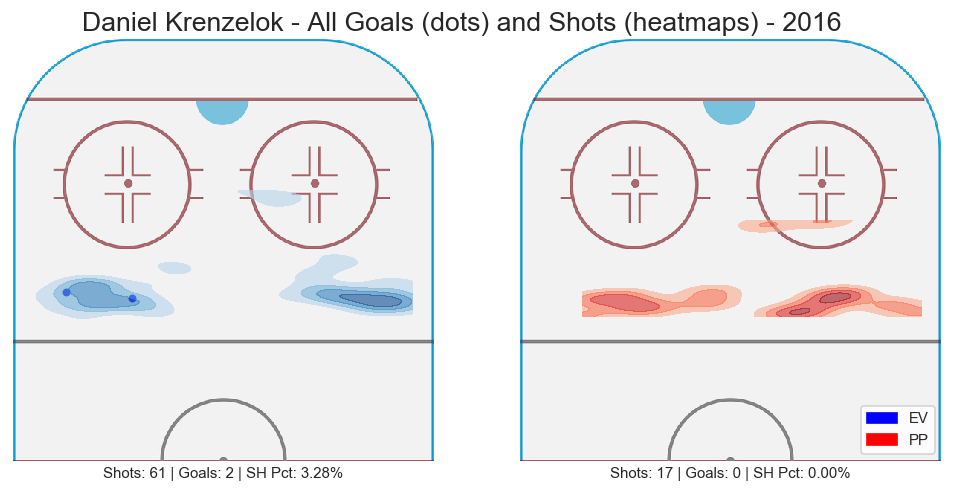 Daniel Krenzelok - All Goals (dots) and Shots (heatmaps) - 2016
EV
PP
Shots: 61 | Goals: 2 | SH Pct: 3.28%
Shots: 17 | Goals: 0 | SH Pct: 0.00%